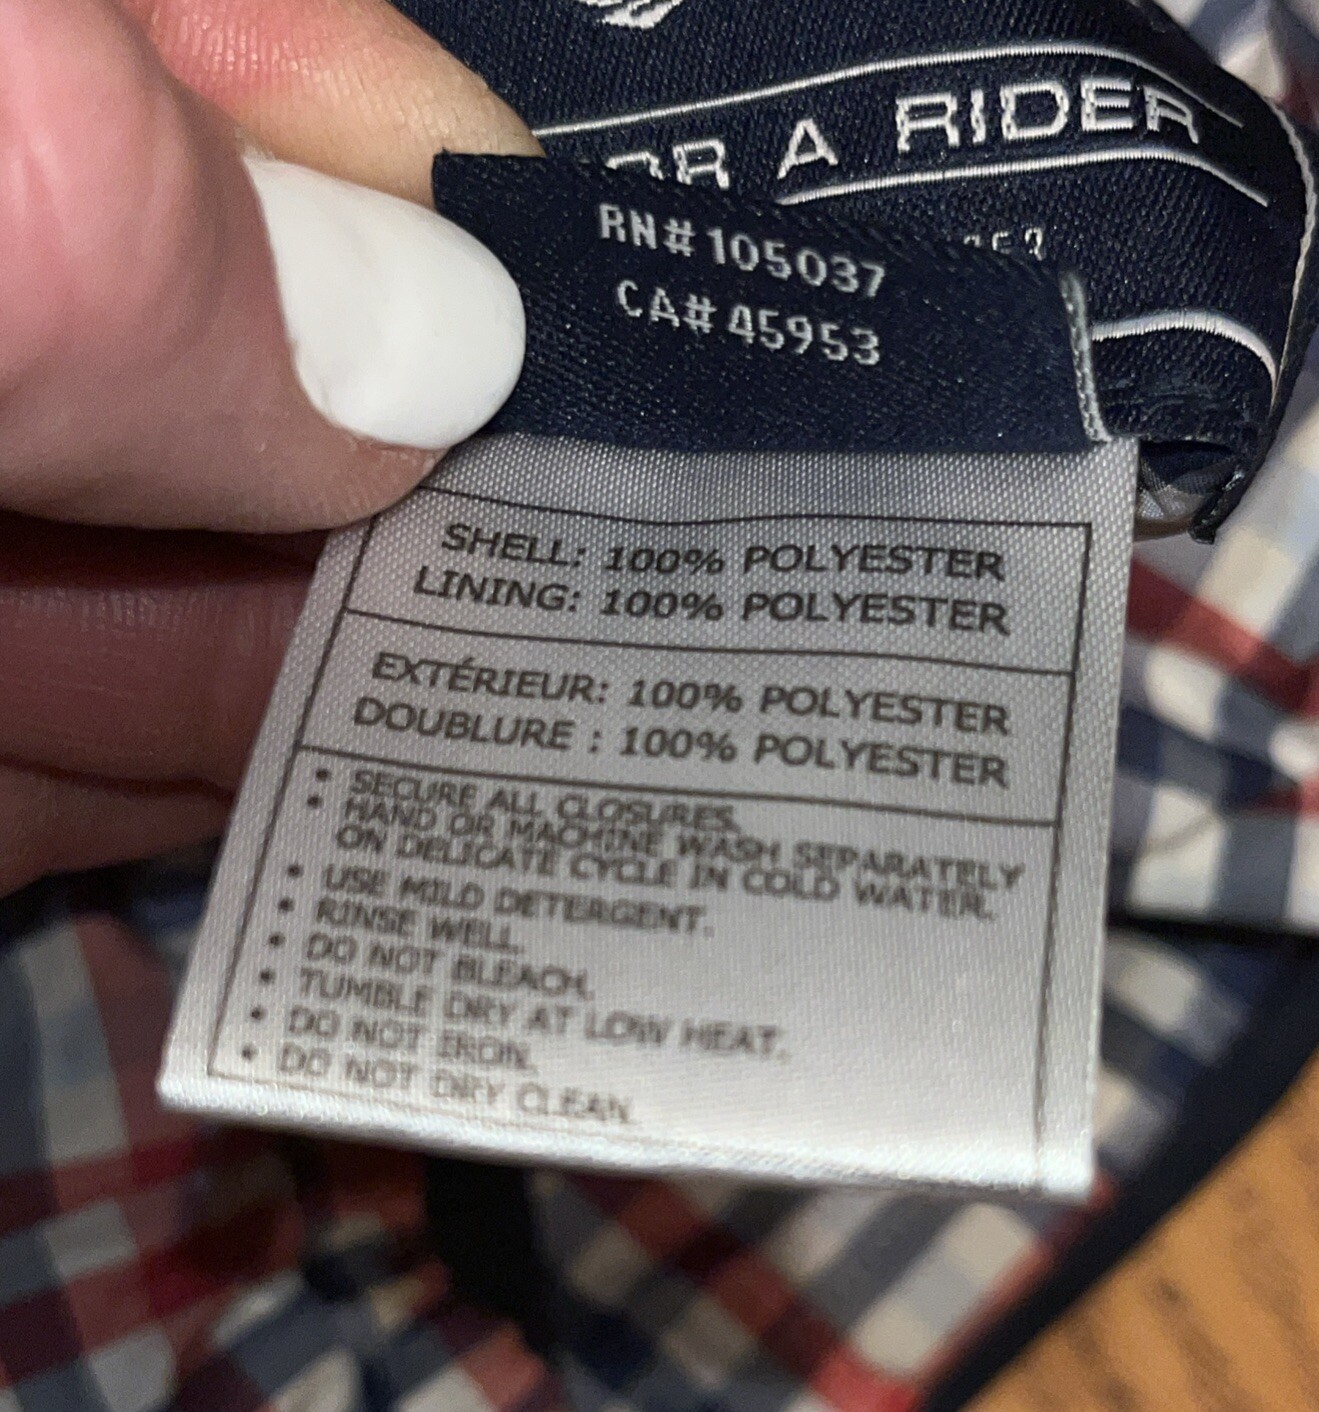 A RIDER
RN# 105037
CA# 45953
SHELL: 100% POLYESTER
LINING: 100% POLYESTER
EXTÉRIEUR: 100% POLYESTER
DOUBLURE : 100% POLYESTER
• SECURE ALL CLOSURES.
• HAND OR MACHINE WASH SEPARATELY
ON DELICATE CYCLE IN COLD WATER.
• USE MILD DETERGENT.
• RINSE WELL.
• DO NOT BLEACH.
• TUMBLE DRY AT LOW HEAT.
• DO NOT IRON.
• DO NOT DRY CLEAN.